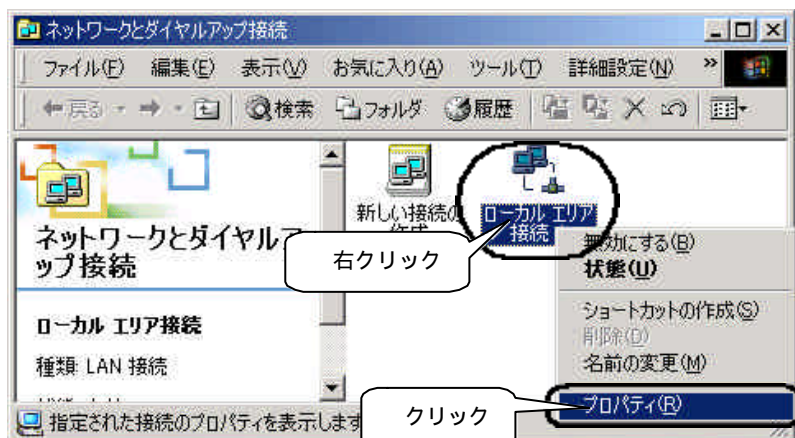 ネットワークとダイヤルアップ接続
ファイル(F) 編集(E) 表示(V) お気に入り(A) ツール(T) 詳細設定(N) »
戻る 検索 フォルダ 履歴
新しい接続の
作成
ローカル エリア
接続
ネットワークとダイヤルア
ップ接続
右クリック
無効にする(B)
状態(U)
ショートカットの作成(S)
削除(D)
名前の変更(M)
プロパティ(R)
ローカル エリア接続
種類: LAN 接続
クリック
指定された接続のプロパティを表示します